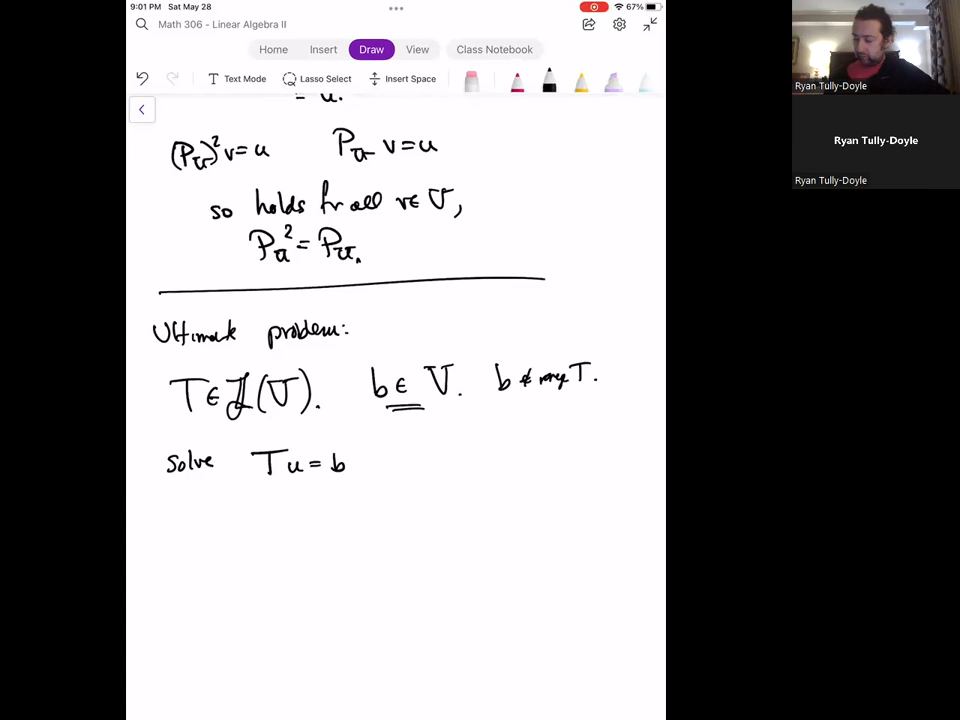 9:01 PM Sat May 28
67%
Math 306 - Linear Algebra II
Home Insert Draw View Class Notebook
Text Mode Lasso Select Insert Space
= u.
(P_U)² v = u P_U v = u
so holds for all v ∈ V,
P_U² = P_U.
Ultimate problem:
T ∈ L(V). b ∈ V. b ∉ range T.
solve Tu = b
Ryan Tully-Doyle
Ryan Tully-Doyle
Ryan Tully-Doyle